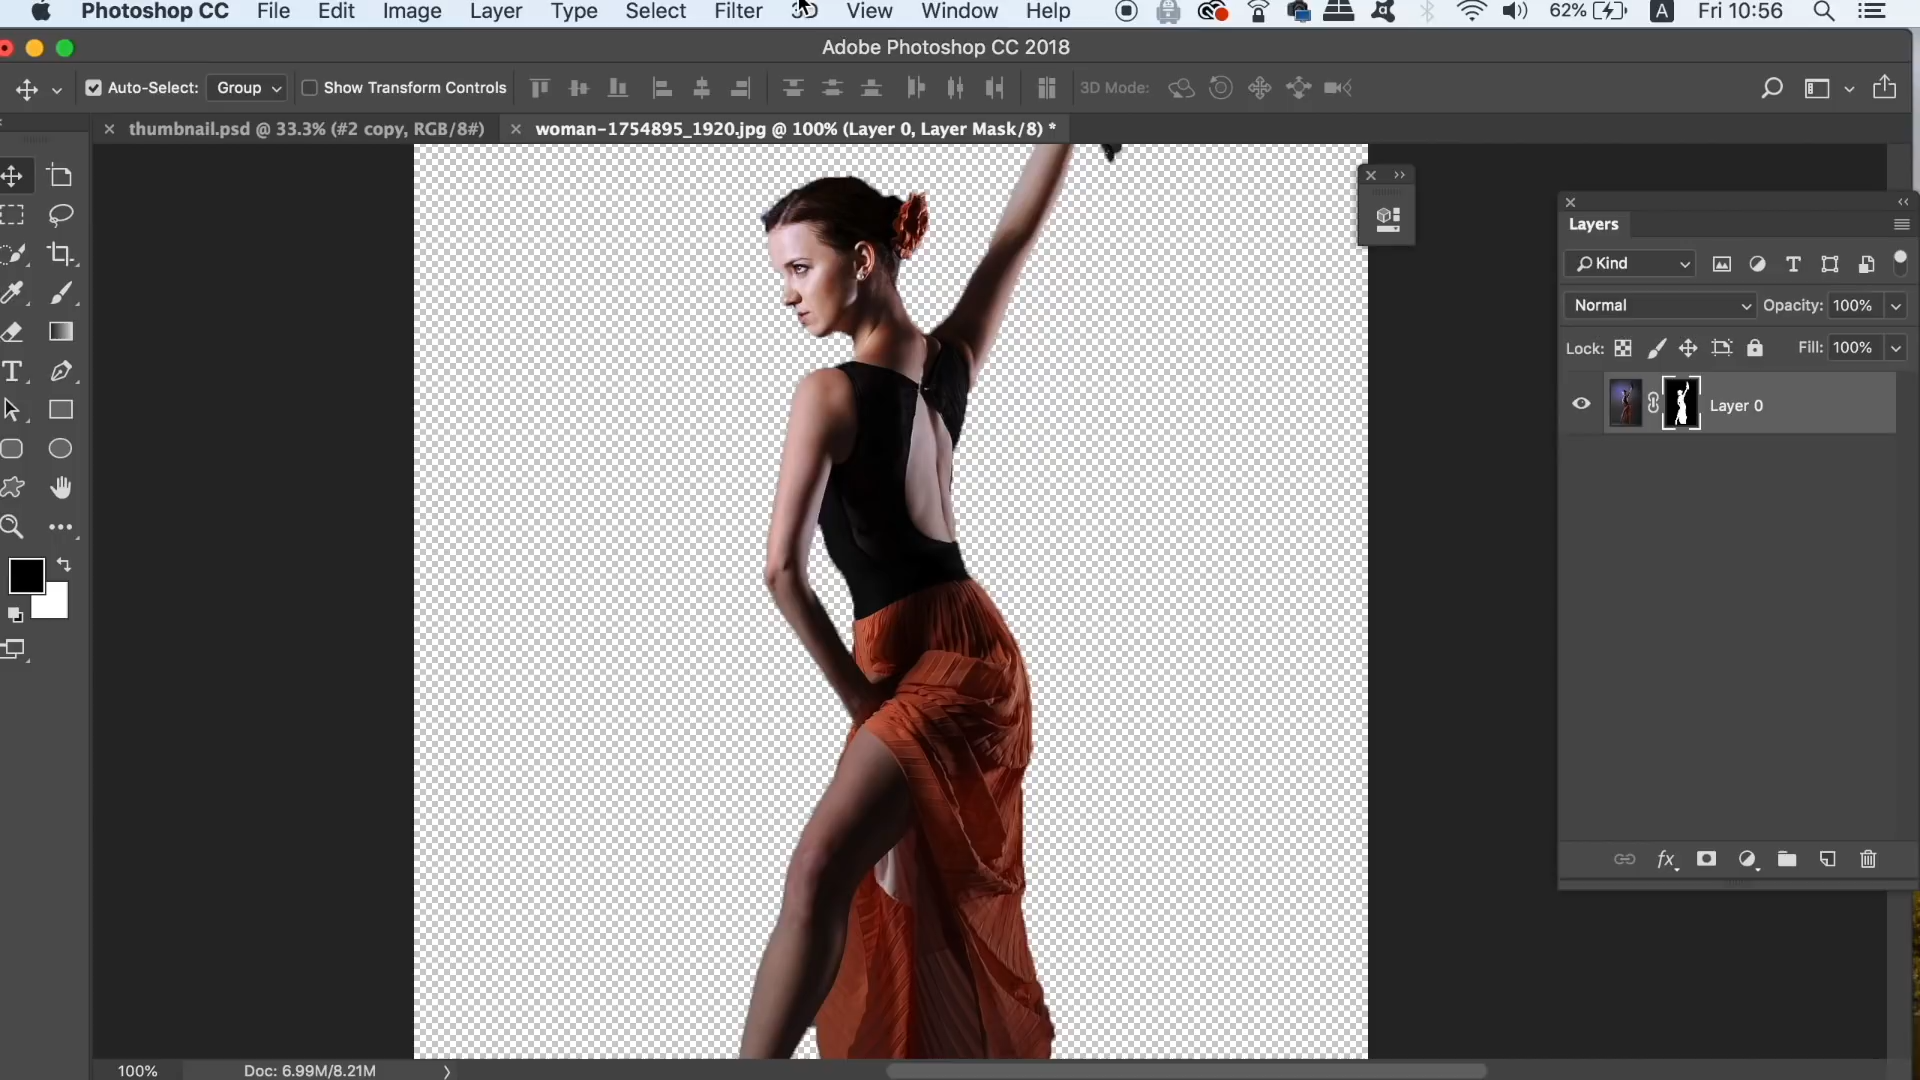 Photoshop CC File Edit Image Layer Type Select Filter 3D View Window Help 62% A Fri 10:56
Adobe Photoshop CC 2018
Auto-Select: Group Show Transform Controls 3D Mode:
thumbnail.psd @ 33.3% (#2 copy, RGB/8#) woman-1754895_1920.jpg @ 100% (Layer 0, Layer Mask/8) *
Layers
Kind
Normal Opacity: 100%
Lock: Fill: 100%
Layer 0
fx
100% Doc: 6.99M/8.21M